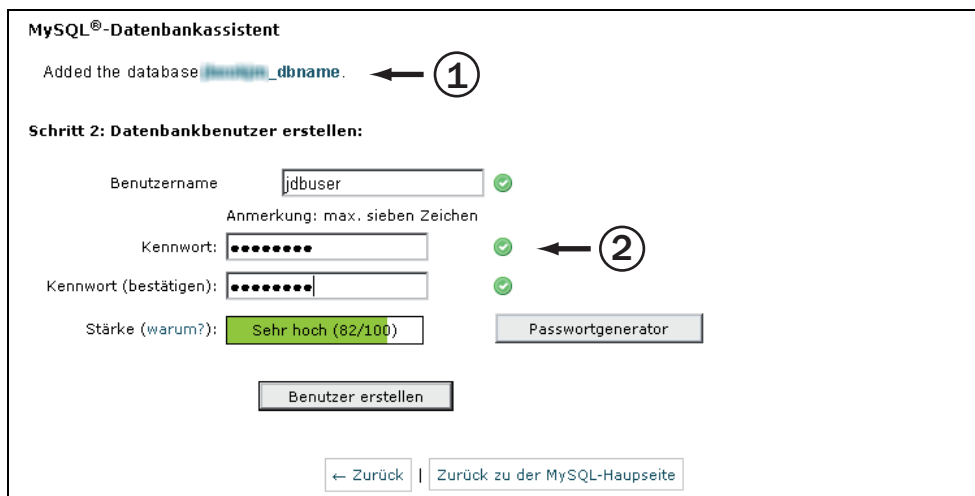 MySQL®-Datenbankassistent
Added the database _dbname. ①
Schritt 2: Datenbankbenutzer erstellen:
Benutzername jdbuser
Anmerkung: max. sieben Zeichen
Kennwort: ●●●●●●●● ②
Kennwort (bestätigen): ●●●●●●●●
Stärke (warum?): Sehr hoch (82/100) Passwortgenerator
Benutzer erstellen
← Zurück | Zurück zu der MySQL-Haupseite